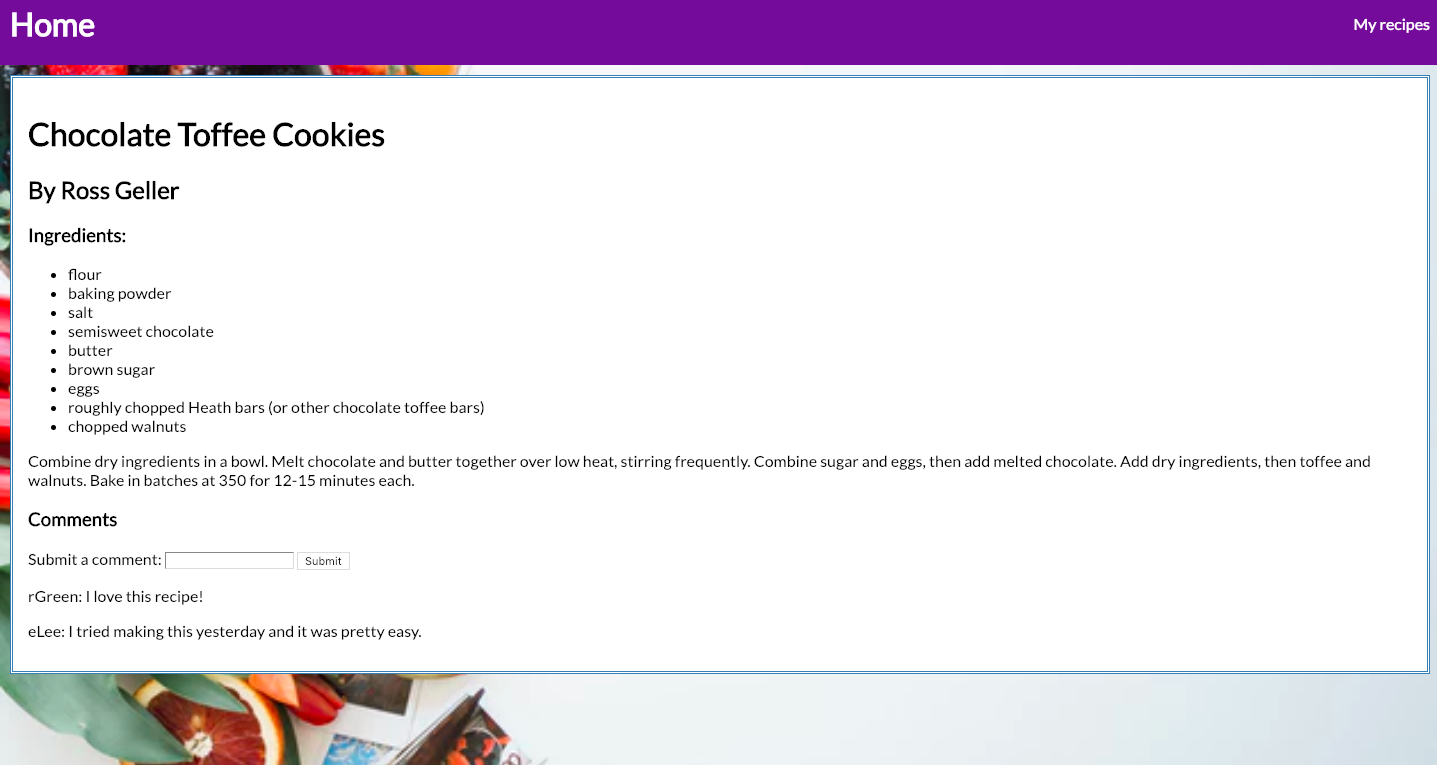 Home
My recipes
Chocolate Toffee Cookies
By Ross Geller
Ingredients:
flour
baking powder
salt
semisweet chocolate
butter
brown sugar
eggs
roughly chopped Heath bars (or other chocolate toffee bars)
chopped walnuts
Combine dry ingredients in a bowl. Melt chocolate and butter together over low heat, stirring frequently. Combine sugar and eggs, then add melted chocolate. Add dry ingredients, then toffee and
walnuts. Bake in batches at 350 for 12-15 minutes each.
Comments
Submit a comment: Submit
rGreen: I love this recipe!
eLee: I tried making this yesterday and it was pretty easy.